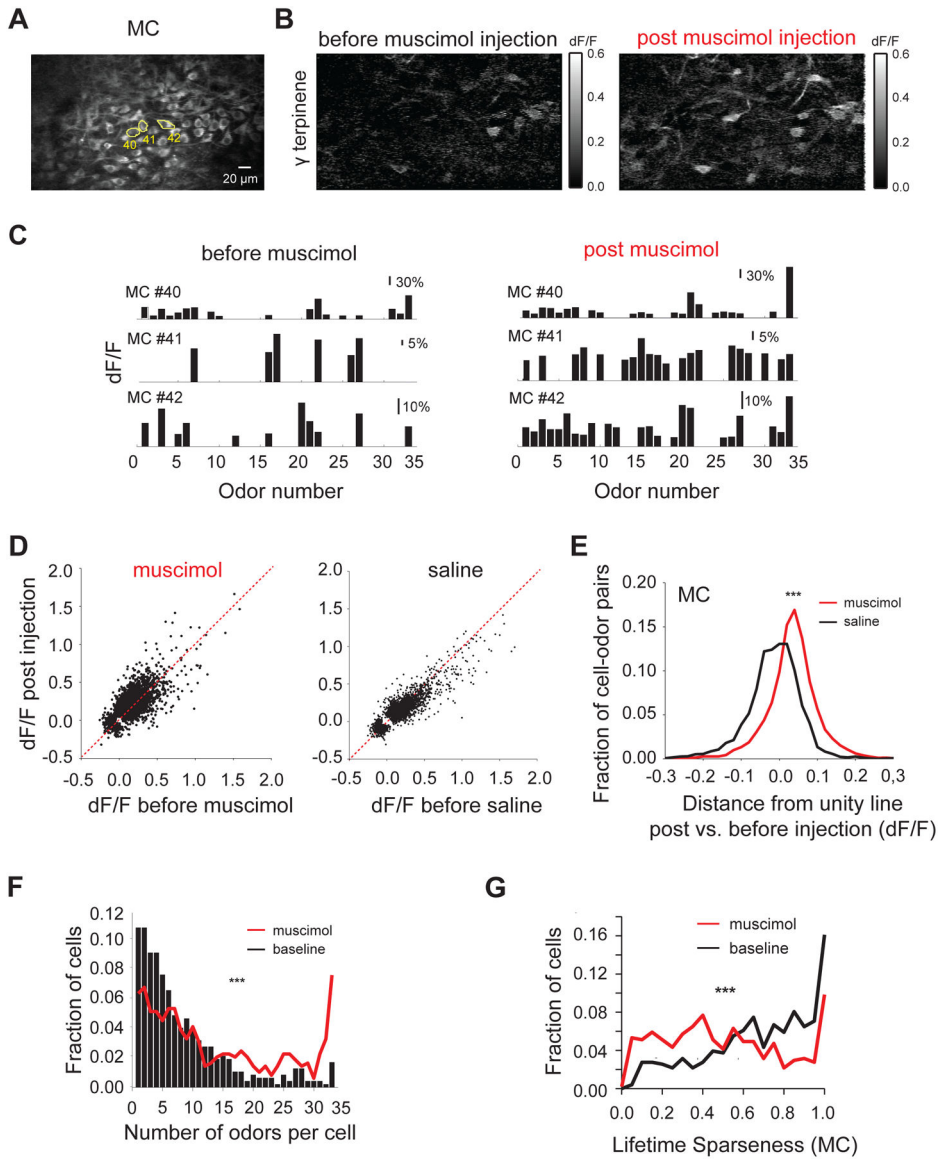 A
MC
40
41
42
20 µm
B
before muscimol injection
dF/F
post muscimol injection
dF/F
γ terpinene
0.6
0.4
0.2
0.0
0.6
0.4
0.2
0.0
C
before muscimol
post muscimol
dF/F
MC #40
30%
MC #41
5%
MC #42
10%
0 5 10 15 20 25 30 35
Odor number
MC #40
30%
MC #41
5%
MC #42
10%
0 5 10 15 20 25 30 35
Odor number
D
muscimol
dF/F post injection
2.0
1.5
1.0
0.5
0.0
-0.5
-0.5 0.0 0.5 1.0 1.5 2.0
dF/F before muscimol
saline
2.0
1.5
1.0
0.5
0.0
-0.5
-0.5 0.0 0.5 1.0 1.5 2.0
dF/F before saline
E
MC
***
muscimol
saline
Fraction of cell-odor pairs
0.20
0.15
0.10
0.05
0.00
-0.3 -0.2 -0.1 0.0 0.1 0.2 0,3
Distance from unity line
post vs. before injection (dF/F)
F
muscimol
baseline
***
Fraction of cells
0.12
0.10
0.08
0.06
0.04
0.02
0.00
0 5 10 15 20 25 30 35
Number of odors per cell
G
muscimol
baseline
***
Fraction of cells
0.16
0.12
0.08
0.04
0.00
0.0 0.2 0.4 0.6 0.8 1.0
Lifetime Sparseness (MC)